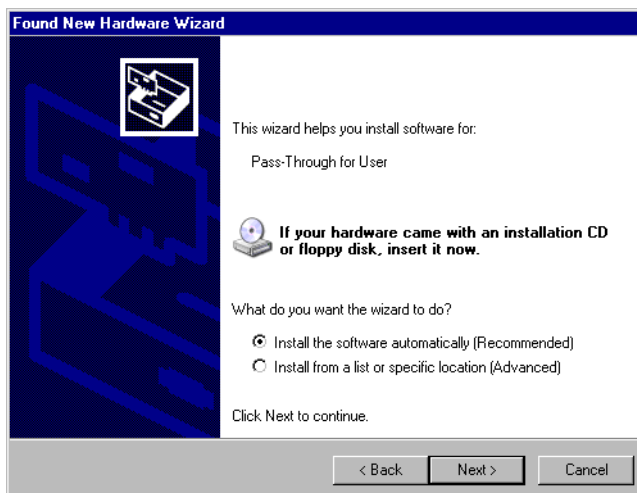 Found New Hardware Wizard
This wizard helps you install software for:
Pass-Through for User
If your hardware came with an installation CD
or floppy disk, insert it now.
What do you want the wizard to do?
Install the software automatically (Recommended)
Install from a list or specific location (Advanced)
Click Next to continue.
< Back
Next >
Cancel